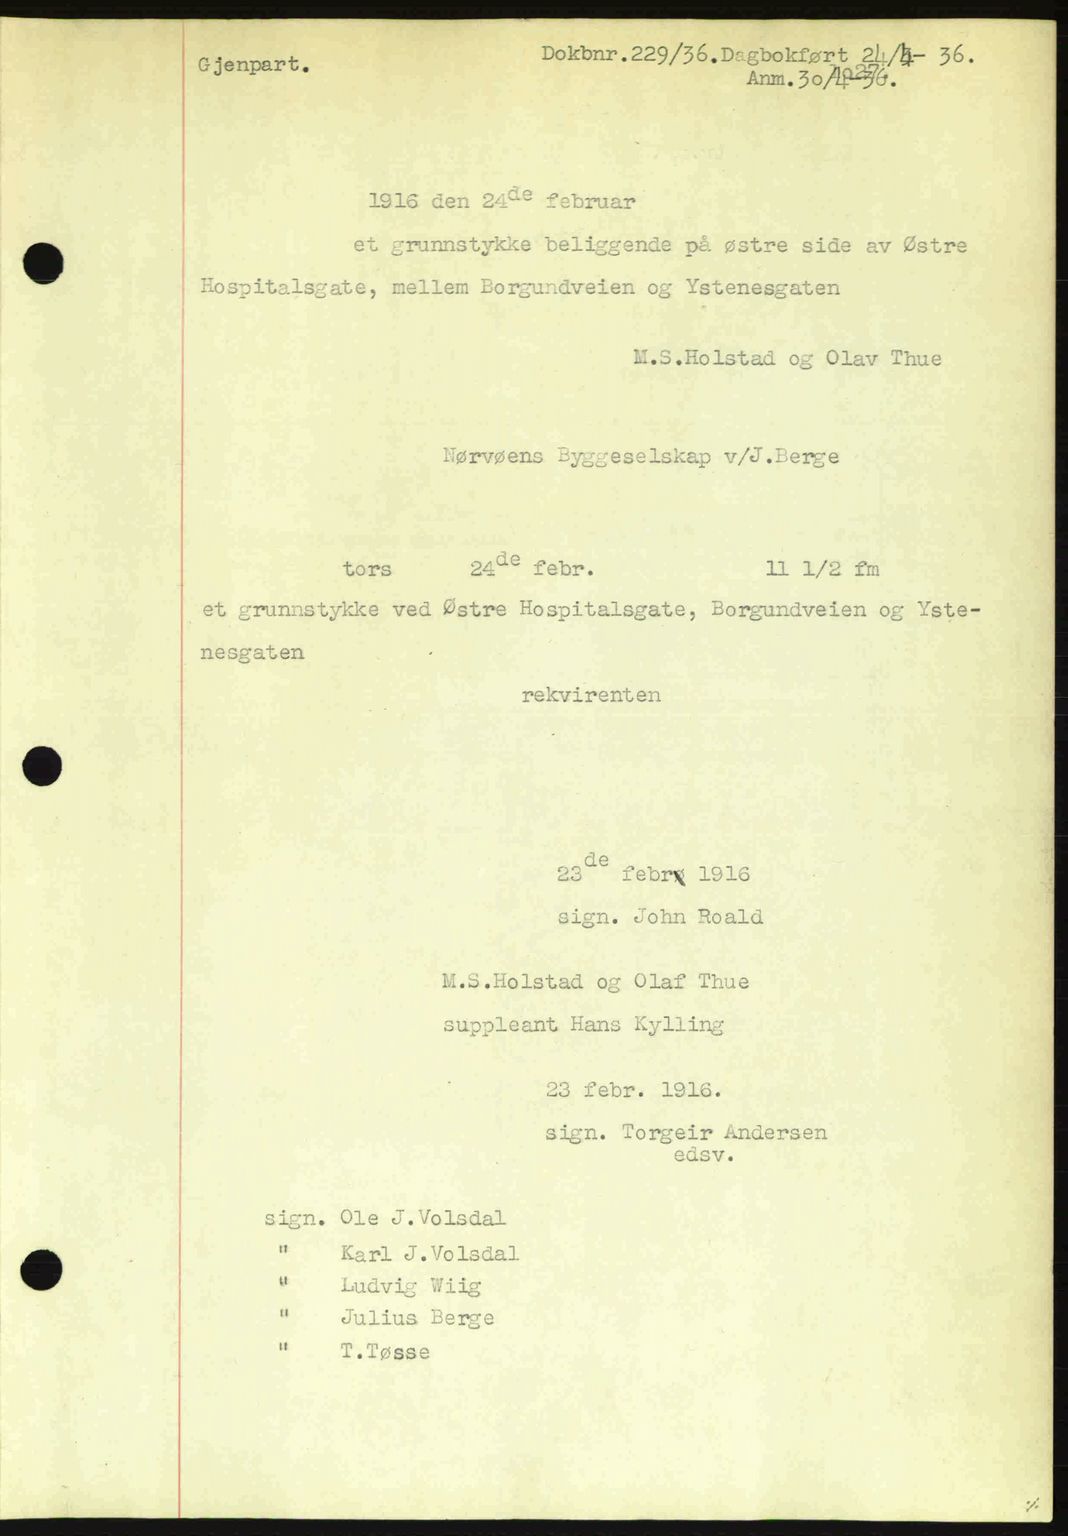 Gjenpart.
Dokbnr.229/36.Dagbokført 24/4- 36.
Anm.30/4-36.
1916 den 24de februar
et grunnstykke beliggende på østre side av Østre
Hospitalsgate, mellem Borgundveien og Ystenesgaten
M.S.Holstad og Olav Thue
Nørvøens Byggeselskap v/J.Berge
tors 24de febr. 11 1/2 fm
et grunnstykke ved Østre Hospitalsgate, Borgundveien og Yste-
nesgaten
rekvirenten
23de febr 1916
sign. John Roald
M.S.Holstad og Olaf Thue
suppleant Hans Kylling
23 febr. 1916.
sign. Torgeir Andersen
edsv.
sign. Ole J.Volsdal
" Karl J.Volsdal
" Ludvig Wiig
" Julius Berge
" T.Tøsse
·/.